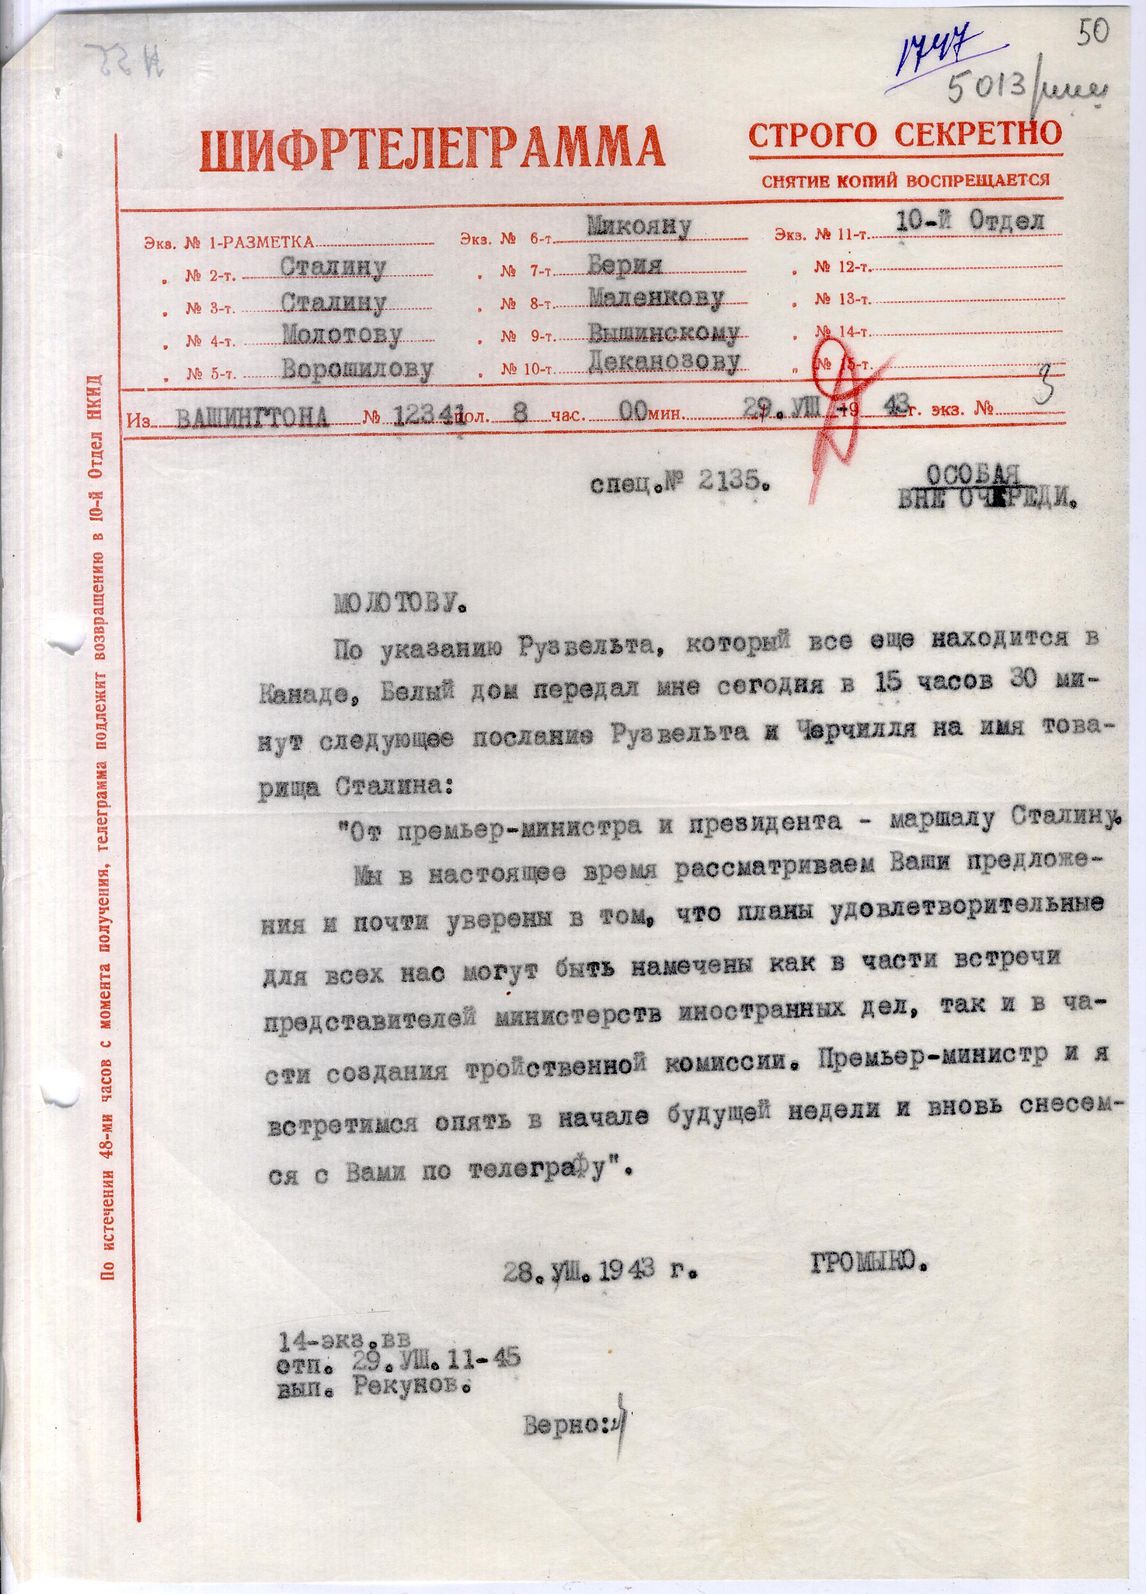 1747
50
5013
ШИФРТЕЛЕГРАММА
СТРОГО СЕКРЕТНО
СНЯТИЕ КОПИЙ ВОСПРЕЩАЕТСЯ
Экз. № 1-РАЗМЕТКА
„ № 2-т. Сталину
„ № 3-т. Сталину
„ № 4-т. Молотову
„ № 5-т. Ворошилову
Экз. № 6-т. Микояну
„ № 7-т. Берия
„ № 8-т. Маленкову
„ № 9-т. Вышинскому
„ № 10-т. Деканозову
Экз. № 11-т. 10-й Отдел
„ № 12-т.
„ № 13-т.
„ № 14-т.
„ № 15-т.
Из ВАШИНГТОНА № 12341 пол. 8 час. 00 мин. 29.УШ 19 43 г. экз. № 3
спец.№ 2135.
ОСОБАЯ
ВНЕ ОЧЕРЕДИ.
МОЛОТОВУ.
По указанию Рузвельта, который все еще находится в
Канаде, Белый дом передал мне сегодня в 15 часов 30 ми-
нут следующее послание Рузвельта и Черчилля на имя това-
рища Сталина:
"От премьер-министра и президента - маршалу Сталину.
Мы в настоящее время рассматриваем Ваши предложе-
ния и почти уверены в том, что планы удовлетворительные
для всех нас могут быть намечены как в части встречи
представителей министерств иностранных дел, так и в ча-
сти создания тройственной комиссии. Премьер-министр и я
встретимся опять в начале будущей недели и вновь снесем-
ся с Вами по телеграфу".
28.УШ.1943 г. ГРОМЫКО.
14-экз.вв
отп. 29.УШ.11-45
вып. Рекунов.
Верно:
По истечении 48-ми часов с момента получения, телеграмма подлежит возвращению в 10-й Отдел НКИД